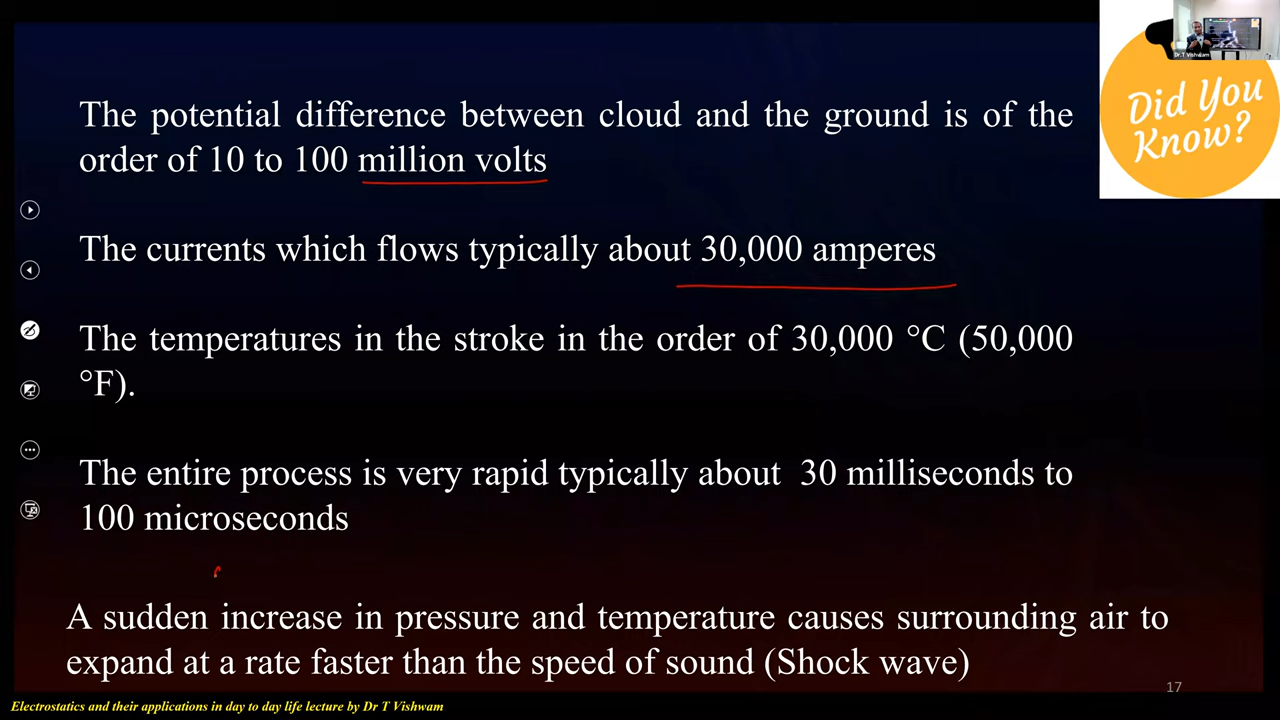 Dr T Vishwam
Did You
Know?
The potential difference between cloud and the ground is of the
order of 10 to 100 million volts
The currents which flows typically about 30,000 amperes
The temperatures in the stroke in the order of 30,000 °C (50,000
°F).
The entire process is very rapid typically about 30 milliseconds to
100 microseconds
A sudden increase in pressure and temperature causes surrounding air to
expand at a rate faster than the speed of sound (Shock wave)
17
Electrostatics and their applications in day to day life lecture by Dr T Vishwam